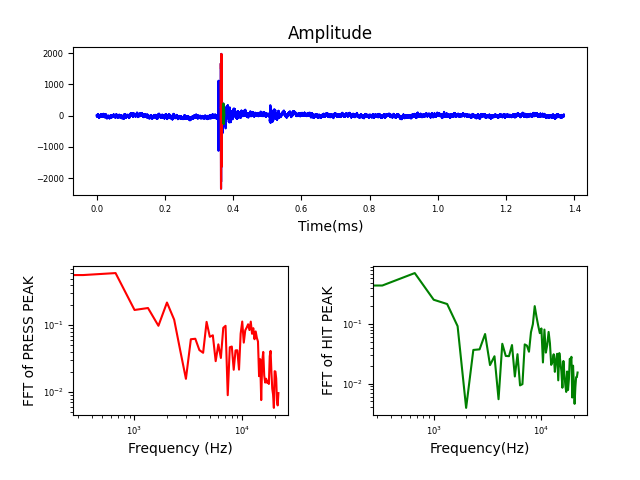 Amplitude
2000
1000
0
−1000
−2000
0.0 0.2 0.4 0.6 0.8 1.0 1.2 1.4
Time(ms)
FFT of PRESS PEAK
10⁻¹
10⁻²
10³ 10⁴
Frequency (Hz)
FFT of HIT PEAK
10⁻¹
10⁻²
10³ 10⁴
Frequency(Hz)